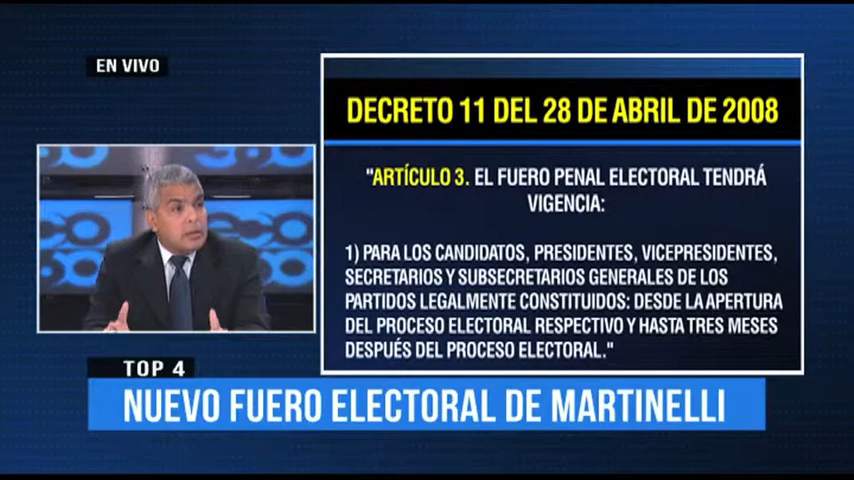 EN VIVO
DECRETO 11 DEL 28 DE ABRIL DE 2008
"ARTÍCULO 3. EL FUERO PENAL ELECTORAL TENDRÁ
VIGENCIA:
1) PARA LOS CANDIDATOS, PRESIDENTES, VICEPRESIDENTES,
SECRETARIOS Y SUBSECRETARIOS GENERALES DE LOS
PARTIDOS LEGALMENTE CONSTITUIDOS: DESDE LA APERTURA
DEL PROCESO ELECTORAL RESPECTIVO Y HASTA TRES MESES
DESPUÉS DEL PROCESO ELECTORAL."
TOP 4
NUEVO FUERO ELECTORAL DE MARTINELLI